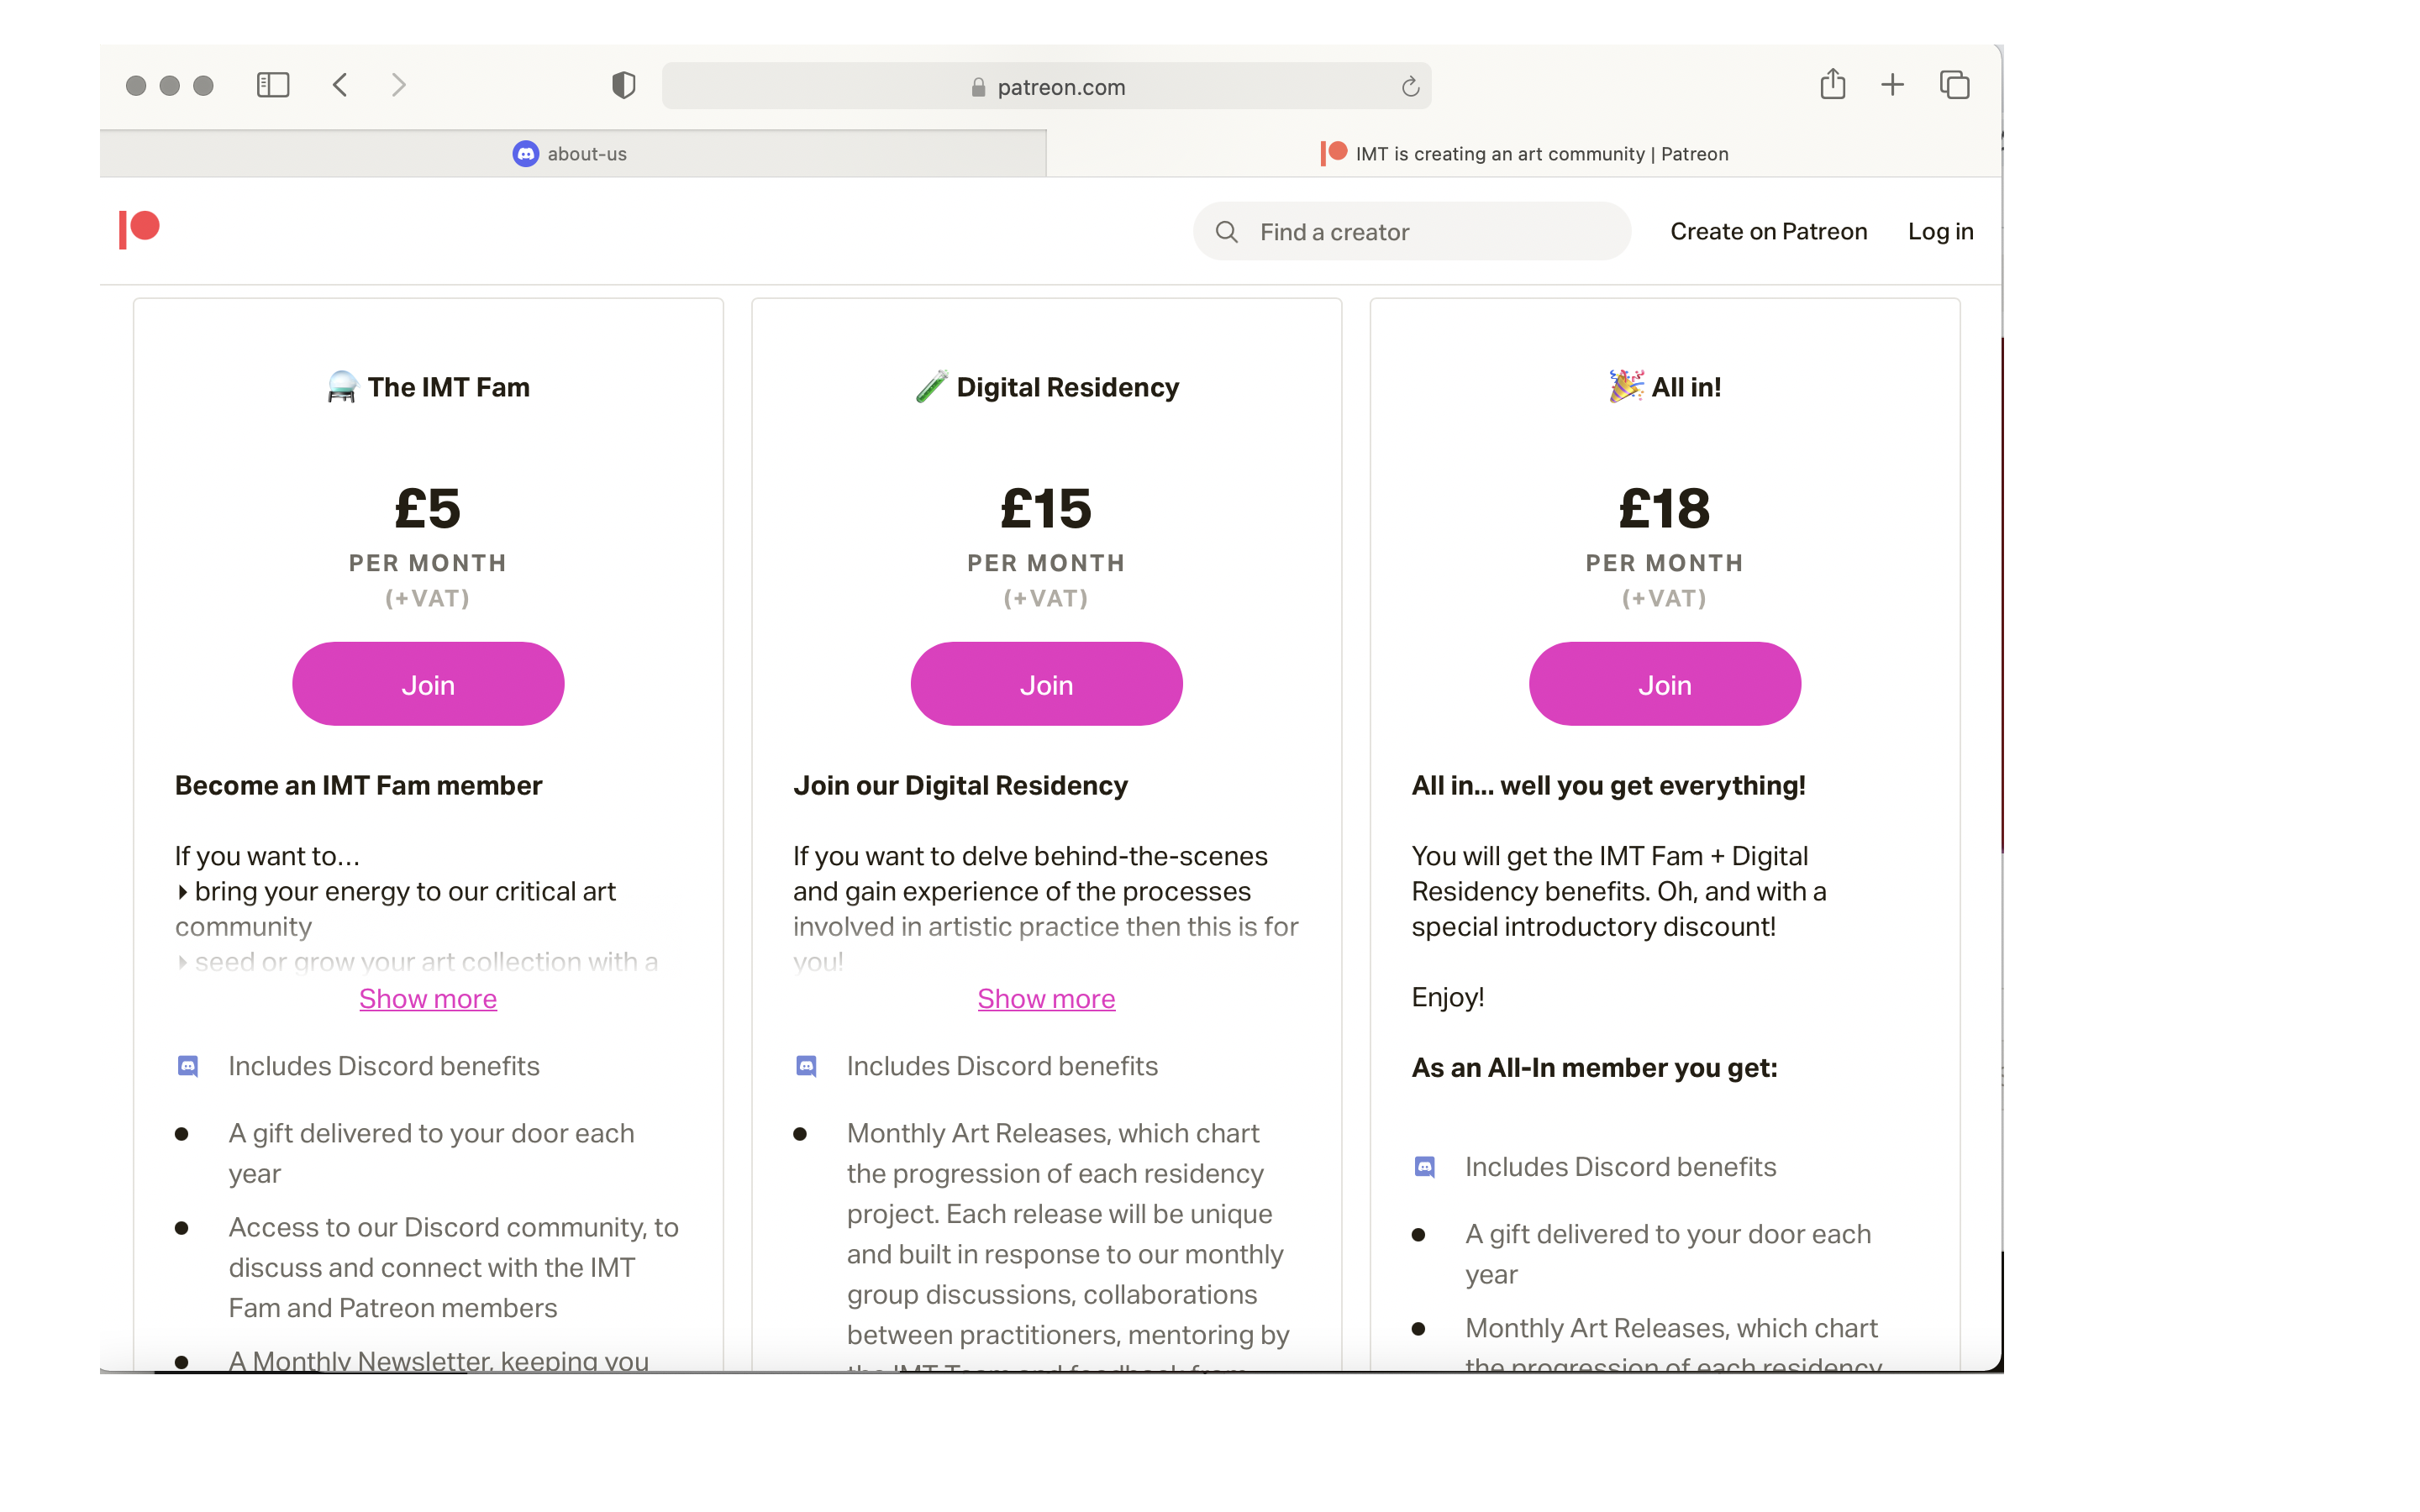 patreon.com
about-us
IMT is creating an art community | Patreon
Find a creator
Create on Patreon
Log in
The IMT Fam
£5
PER MONTH
(+VAT)
Join
Become an IMT Fam member
If you want to...
‣ bring your energy to our critical art
community
‣ seed or grow your art collection with a
Show more
Includes Discord benefits
• A gift delivered to your door each
year
• Access to our Discord community, to
discuss and connect with the IMT
Fam and Patreon members
• A Monthly Newsletter, keeping you
Digital Residency
£15
PER MONTH
(+VAT)
Join
Join our Digital Residency
If you want to delve behind-the-scenes
and gain experience of the processes
involved in artistic practice then this is for
you!
Show more
Includes Discord benefits
• Monthly Art Releases, which chart
the progression of each residency
project. Each release will be unique
and built in response to our monthly
group discussions, collaborations
between practitioners, mentoring by
the IMT Team and feedback from
All in!
£18
PER MONTH
(+VAT)
Join
All in... well you get everything!
You will get the IMT Fam + Digital
Residency benefits. Oh, and with a
special introductory discount!
Enjoy!
As an All-In member you get:
Includes Discord benefits
• A gift delivered to your door each
year
• Monthly Art Releases, which chart
the progression of each residency